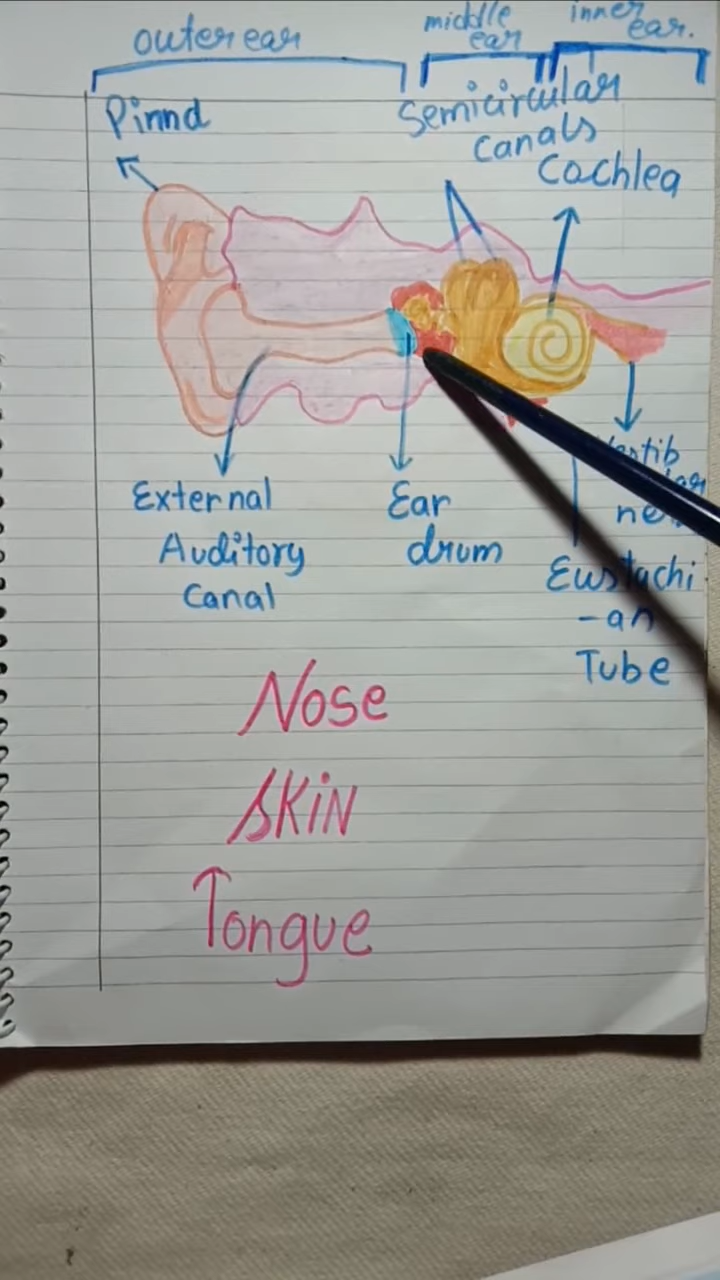 outer ear
middle
ear
inner
ear.
Pinnd
Semicircular
canals
Cochlea
External
Auditory
Canal
Ear
drum
Eustachi
-an
Tube
Nose
SKiN
Tongue